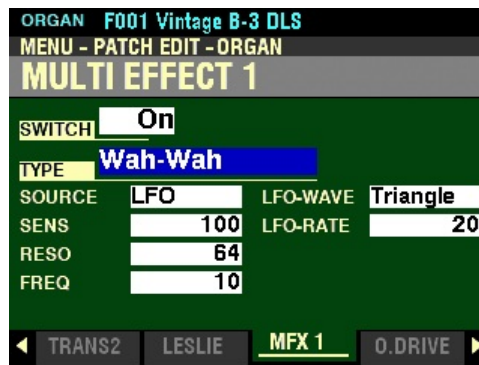 ORGAN F001 Vintage B-3 DLS
MENU - PATCH EDIT - ORGAN
MULTI EFFECT 1
SWITCH On
TYPE Wah-Wah
SOURCE LFO LFO-WAVE Triangle
SENS 100 LFO-RATE 20
RESO 64
FREQ 10
TRANS2 LESLIE MFX 1 O.DRIVE